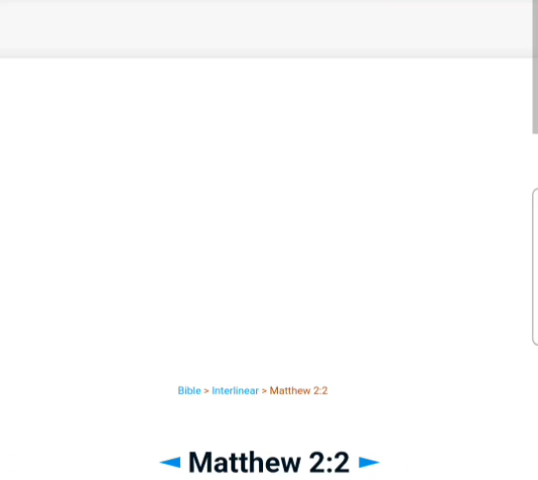 Bible > Interlinear > Matthew 2:2
◄ Matthew 2:2 ►